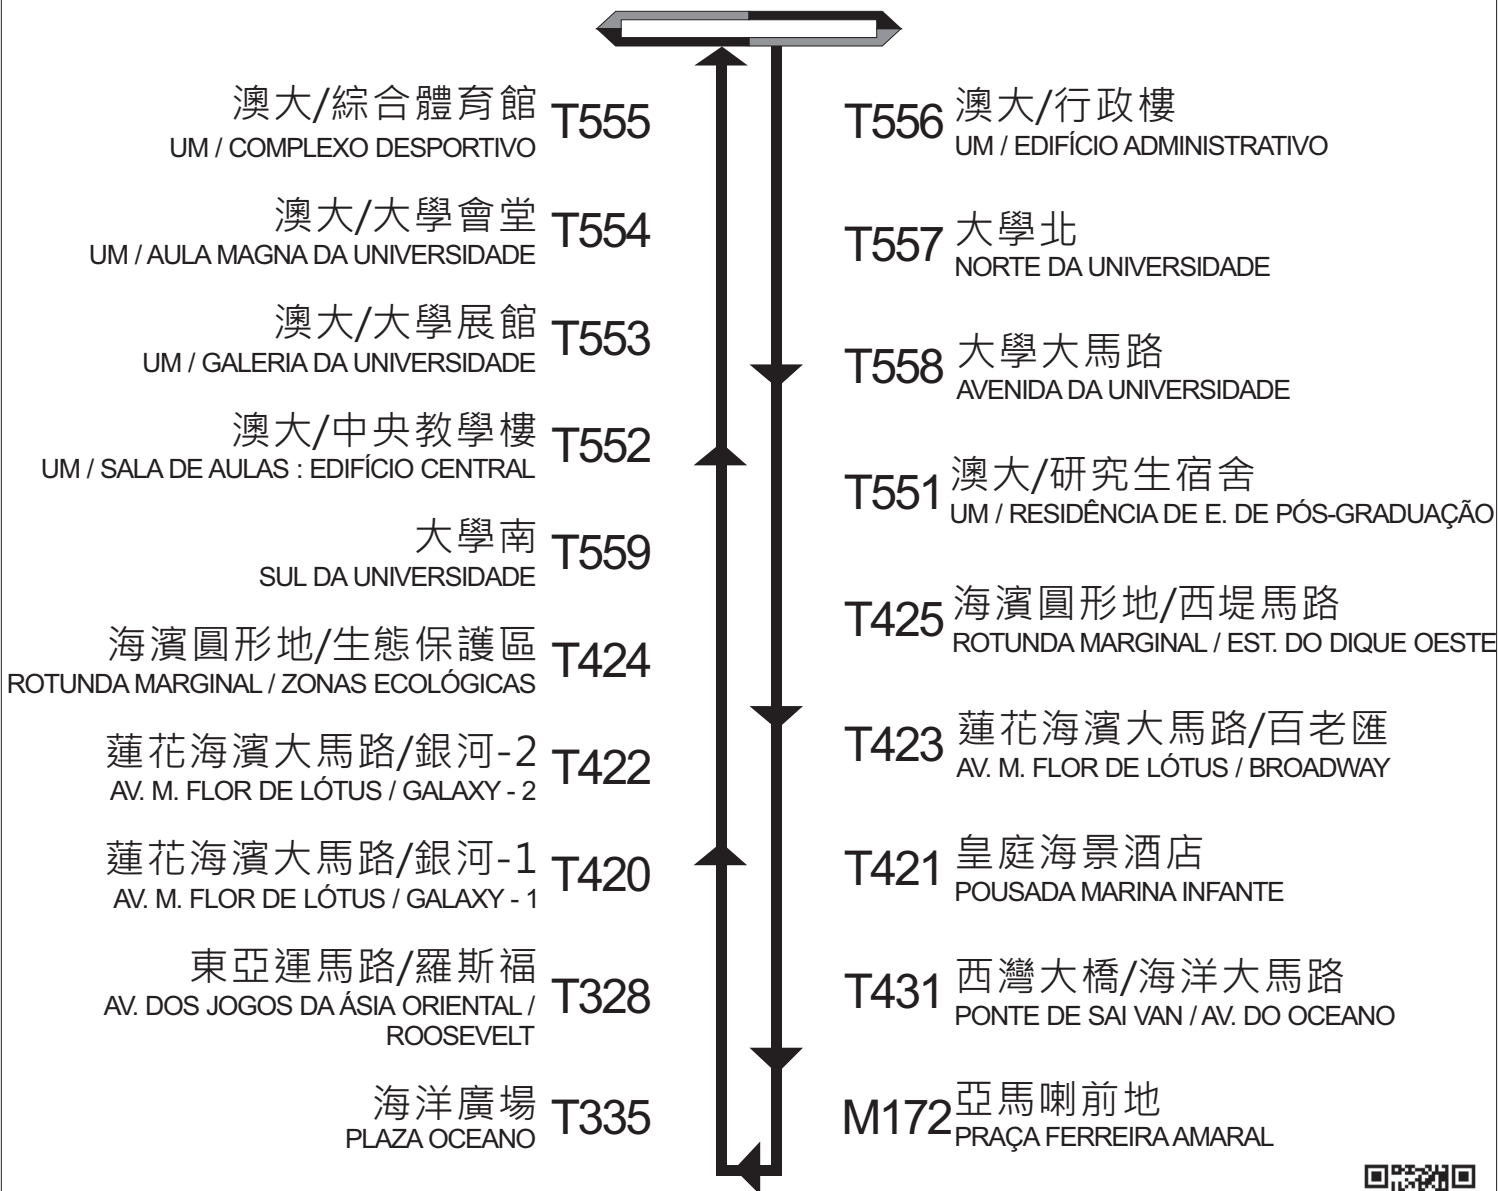 澳大/綜合體育館
UM / COMPLEXO DESPORTIVO
T555
澳大/大學會堂
UM / AULA MAGNA DA UNIVERSIDADE
T554
澳大/大學展館
UM / GALERIA DA UNIVERSIDADE
T553
澳大/中央教學樓
UM / SALA DE AULAS : EDIFÍCIO CENTRAL
T552
大學南
SUL DA UNIVERSIDADE
T559
海濱圓形地/生態保護區
ROTUNDA MARGINAL / ZONAS ECOLÓGICAS
T424
蓮花海濱大馬路/銀河-2
AV. M. FLOR DE LÓTUS / GALAXY - 2
T422
蓮花海濱大馬路/銀河-1
AV. M. FLOR DE LÓTUS / GALAXY - 1
T420
東亞運馬路/羅斯福
AV. DOS JOGOS DA ÁSIA ORIENTAL /
ROOSEVELT
T328
海洋廣場
PLAZA OCEANO
T335
T556
澳大/行政樓
UM / EDIFÍCIO ADMINISTRATIVO
T557
大學北
NORTE DA UNIVERSIDADE
T558
大學大馬路
AVENIDA DA UNIVERSIDADE
T551
澳大/研究生宿舍
UM / RESIDÊNCIA DE E. DE PÓS-GRADUAÇÃO
T425
海濱圓形地/西堤馬路
ROTUNDA MARGINAL / EST. DO DIQUE OESTE
T423
蓮花海濱大馬路/百老匯
AV. M. FLOR DE LÓTUS / BROADWAY
T421
皇庭海景酒店
POUSADA MARINA INFANTE
T431
西灣大橋/海洋大馬路
PONTE DE SAI VAN / AV. DO OCEANO
M172
亞馬喇前地
PRAÇA FERREIRA AMARAL